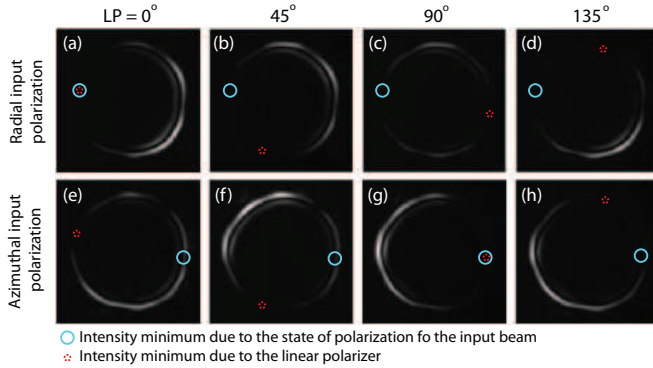 LP = 0° 45° 90° 135°
Radial input polarization
(a) (b) (c) (d)
Azimuthal input polarization
(e) (f) (g) (h)
Intensity minimum due to the state of polarization fo the input beam
Intensity minimum due to the linear polarizer